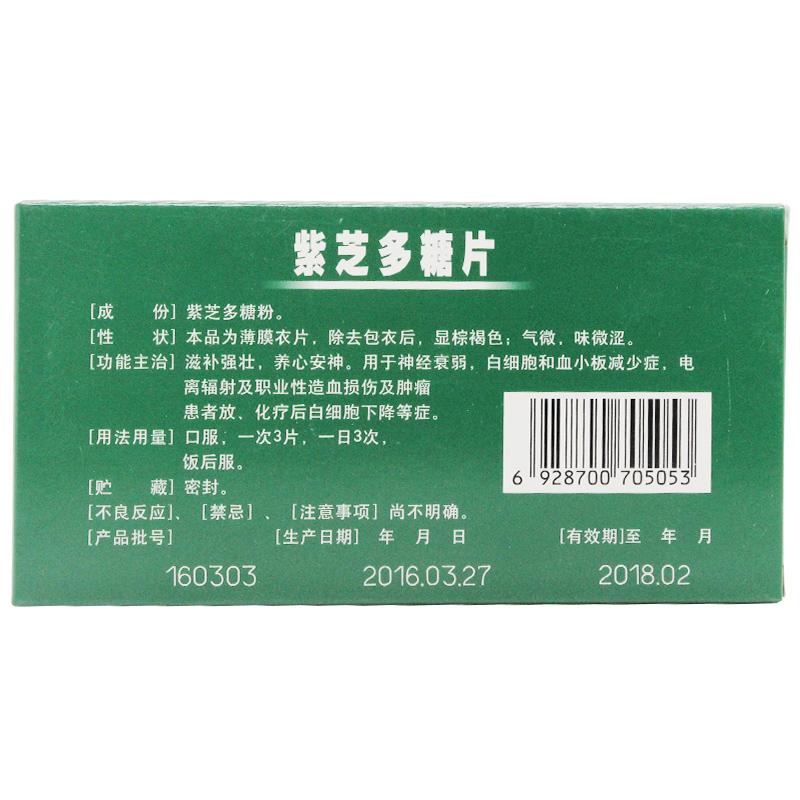 紫芝多糖片
[成 份] 紫芝多糖粉。
[性 状] 本品为薄膜衣片，除去包衣后，显棕褐色；气微，味微涩。
[功能主治] 滋补强壮，养心安神。用于神经衰弱，白细胞和血小板减少症，电
离辐射及职业性造血损伤及肿瘤
患者放、化疗后白细胞下降等症。
[用法用量] 口服，一次3片，一日3次，
饭后服。
[贮 藏] 密封。
[不良反应]、[禁忌]、[注意事项] 尚不明确。
[产品批号] [生产日期] 年 月 日 [有效期]至 年 月
160303 2016.03.27 2018.02
6 928700 705053